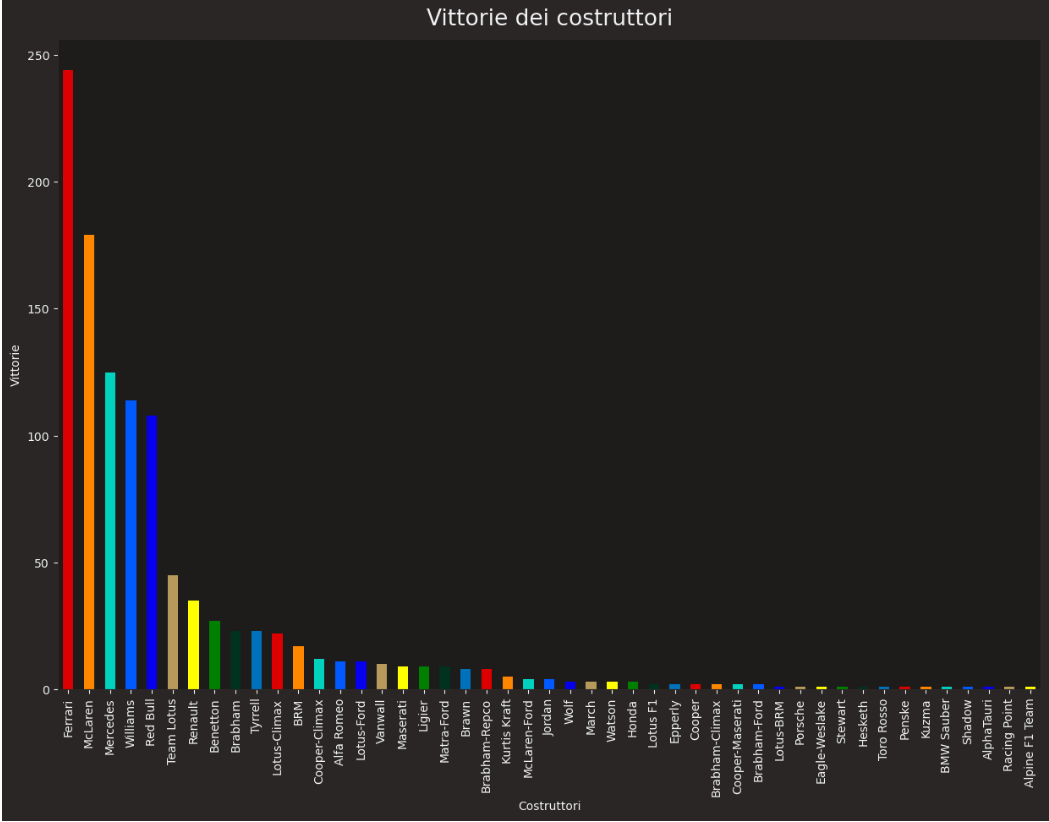 Vittorie dei costruttori
250
200
150
100
50
0
Vittorie
Ferrari
McLaren
Mercedes
Williams
Red Bull
Team Lotus
Renault
Benetton
Brabham
Tyrrell
Lotus-Climax
BRM
Cooper-Climax
Alfa Romeo
Lotus-Ford
Vanwall
Maserati
Ligier
Matra-Ford
Brawn
Brabham-Repco
Kurtis Kraft
McLaren-Ford
Jordan
Wolf
March
Watson
Honda
Lotus F1
Epperly
Cooper
Brabham-Climax
Cooper-Maserati
Brabham-Ford
Lotus-BRM
Porsche
Eagle-Weslake
Stewart
Hesketh
Toro Rosso
Penske
Kuzma
BMW Sauber
Shadow
AlphaTauri
Racing Point
Alpine F1 Team
Costruttori